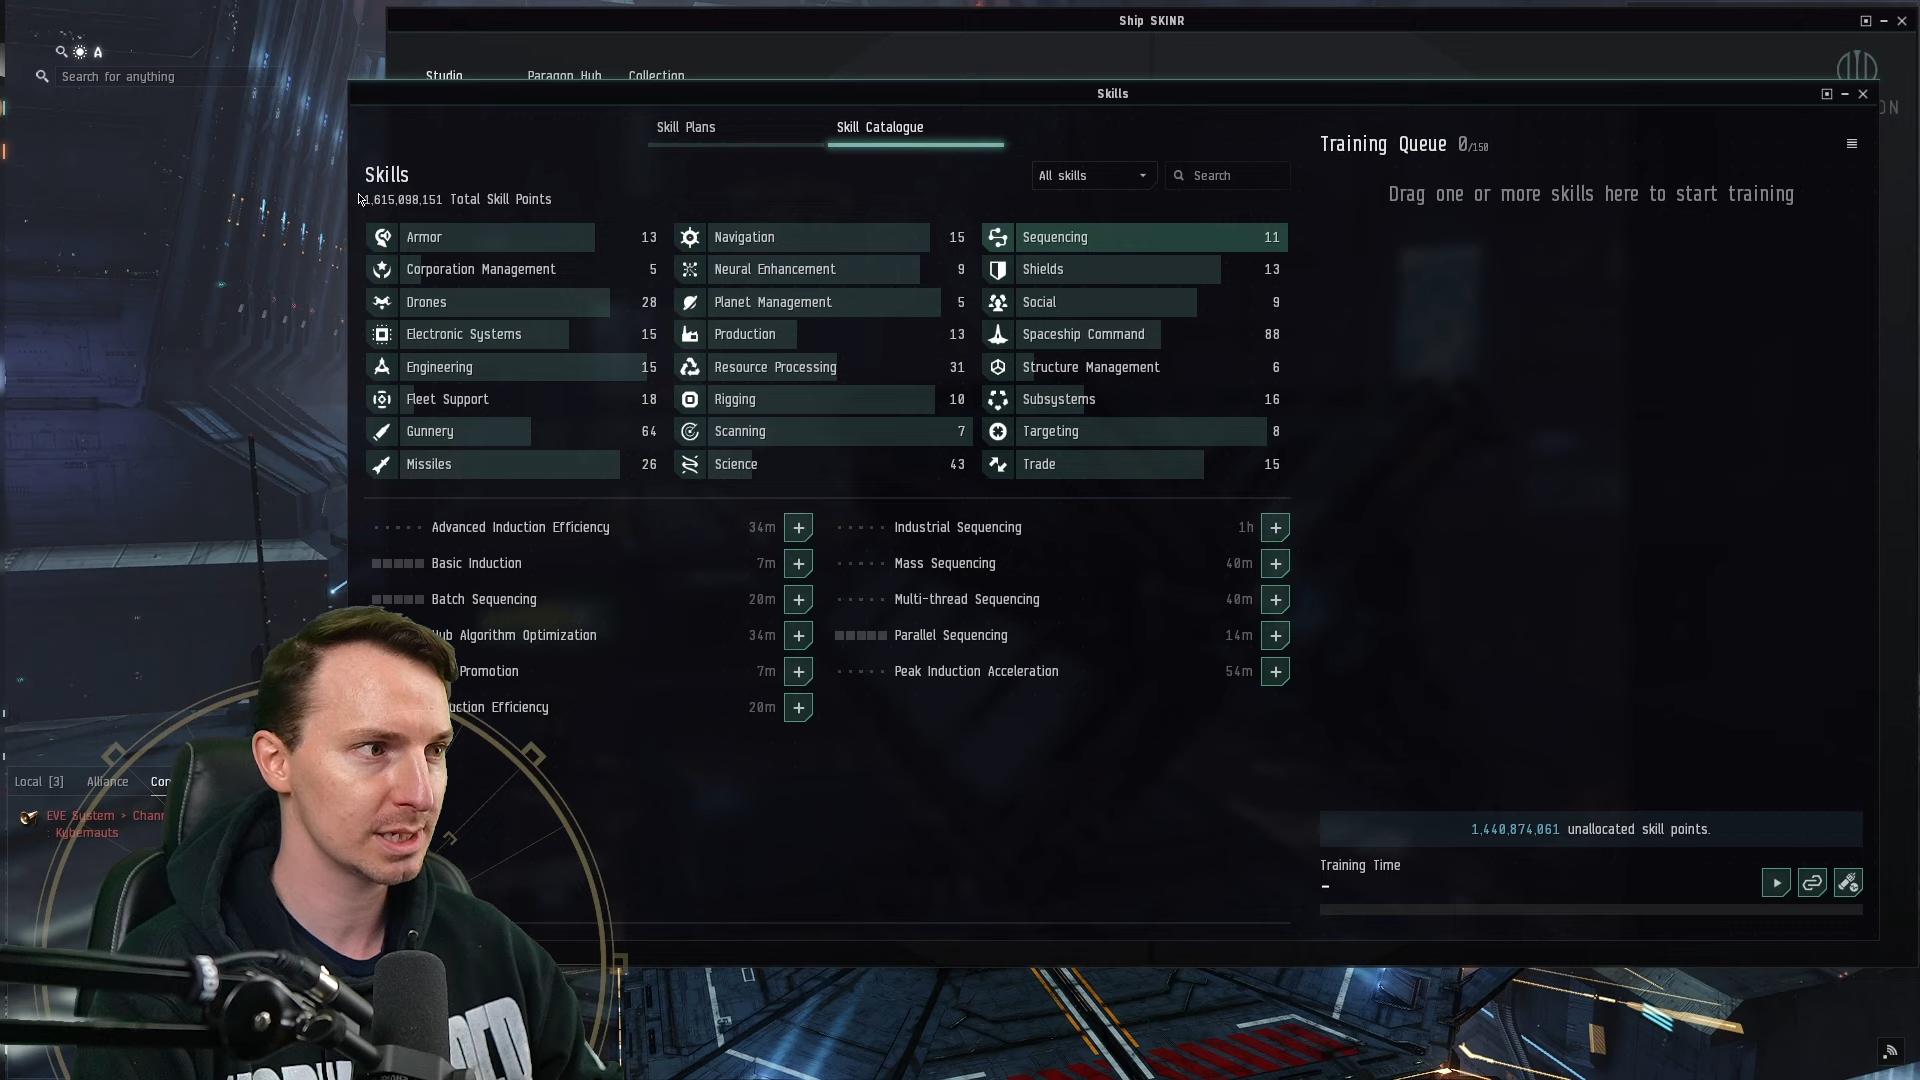 Ship SKINR
A
Search for anything
Studio Paragon Hub Collection
Skills
Skill Plans Skill Catalogue
Training Queue 0/150
Drag one or more skills here to start training
Skills
1,615,098,151 Total Skill Points
All skills
Search
Armor 13
Navigation 15
Sequencing 11
Corporation Management 5
Neural Enhancement 9
Shields 13
Drones 28
Planet Management 5
Social 9
Electronic Systems 15
Production 13
Spaceship Command 88
Engineering 15
Resource Processing 31
Structure Management 6
Fleet Support 18
Rigging 10
Subsystems 16
Gunnery 64
Scanning 7
Targeting 8
Missiles 26
Science 43
Trade 15
Advanced Induction Efficiency 34m
Industrial Sequencing 1h
Basic Induction 7m
Mass Sequencing 40m
Batch Sequencing 20m
Multi-thread Sequencing 40m
Hub Algorithm Optimization 34m
Parallel Sequencing 14m
Promotion 7m
Peak Induction Acceleration 54m
uction Efficiency 20m
Local [3] Alliance Cor
EVE System > Chann
: Kybernauts
1,440,874,061 unallocated skill points.
Training Time
–